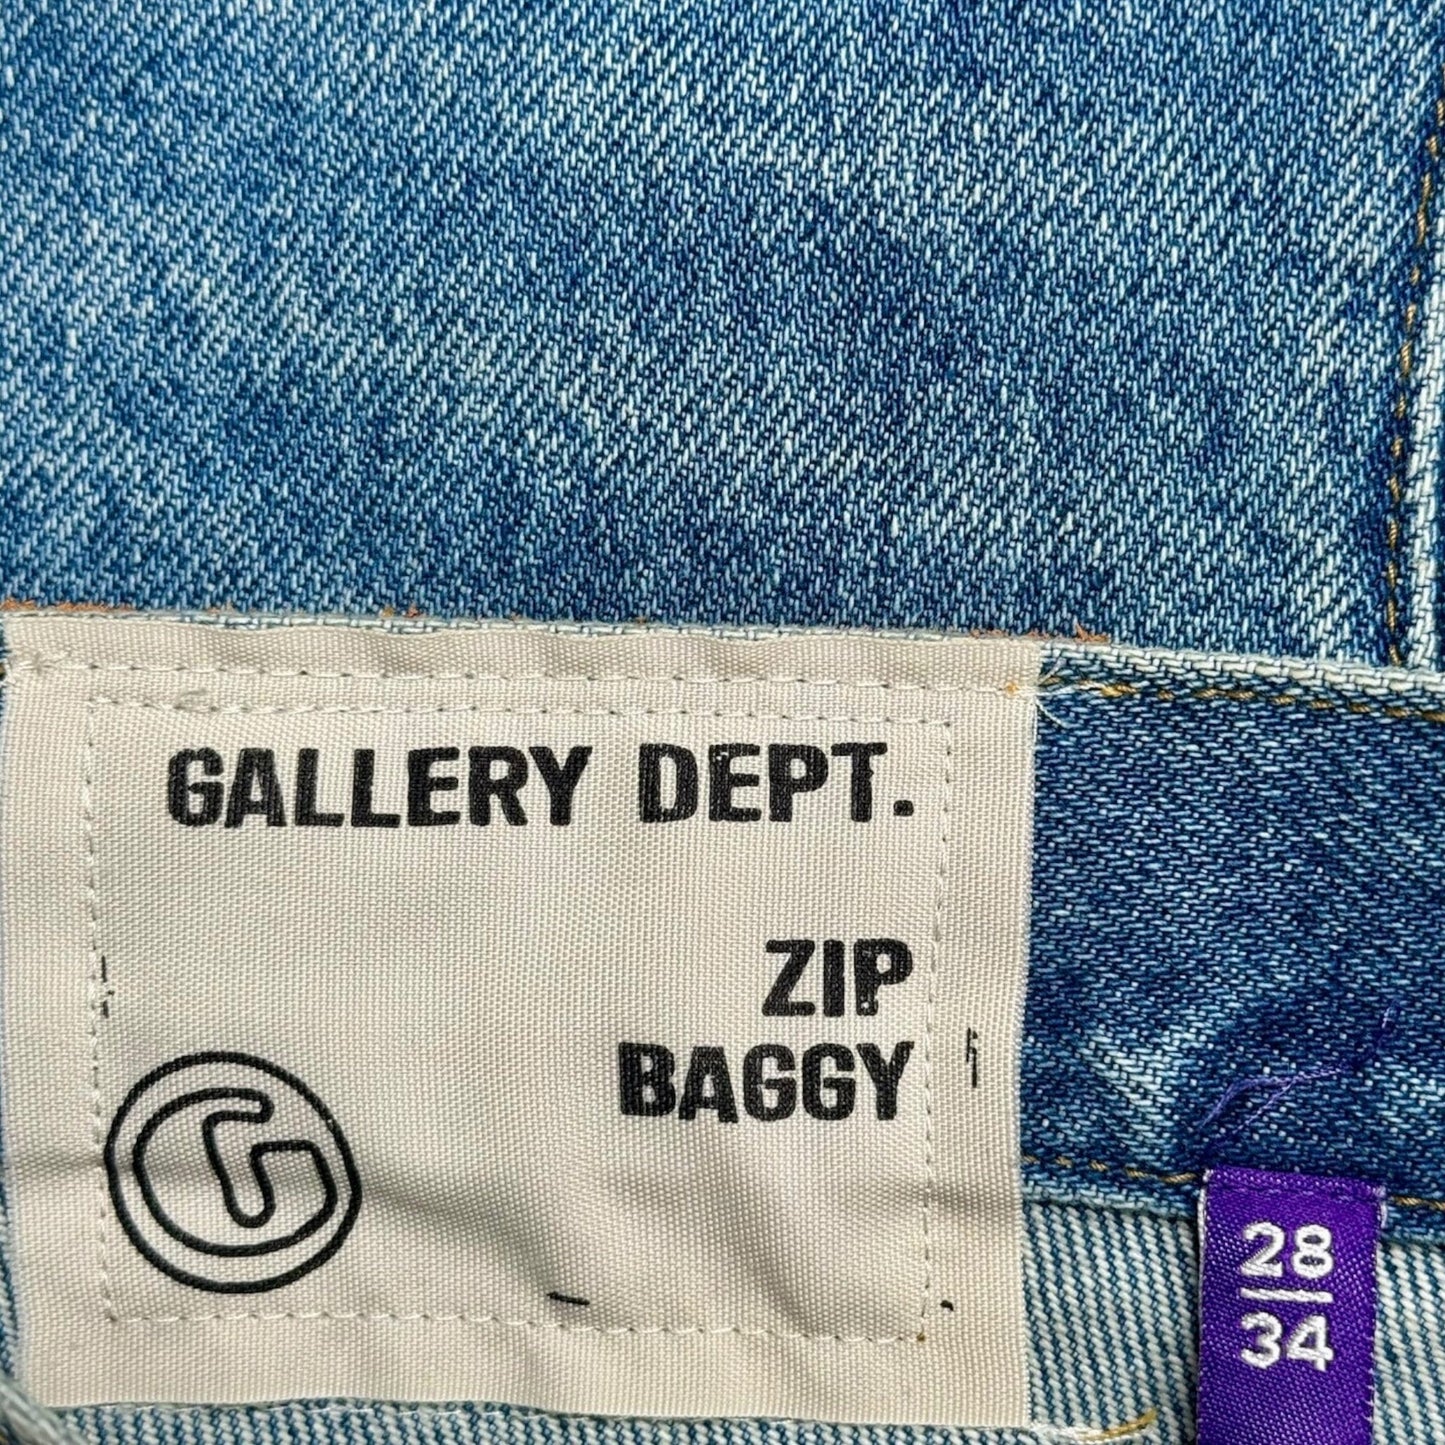 GALLERY DEPT.
ZIP
BAGGY
G
28
34